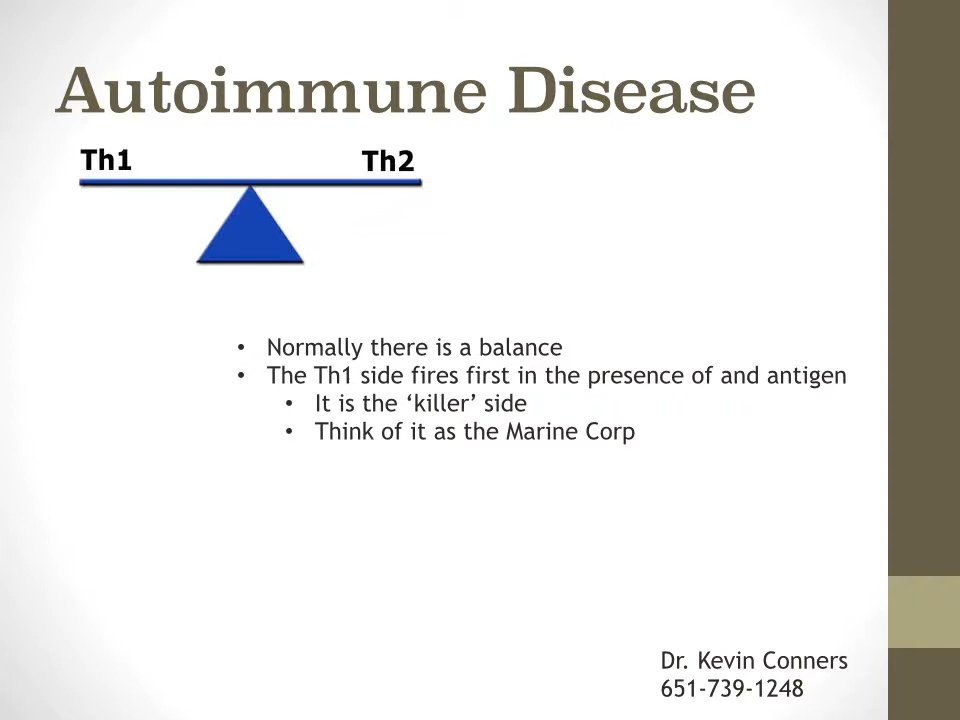 Autoimmune Disease
Th1 Th2
• Normally there is a balance
• The Th1 side fires first in the presence of and antigen
• It is the ‘killer’ side
• Think of it as the Marine Corp
Dr. Kevin Conners
651-739-1248